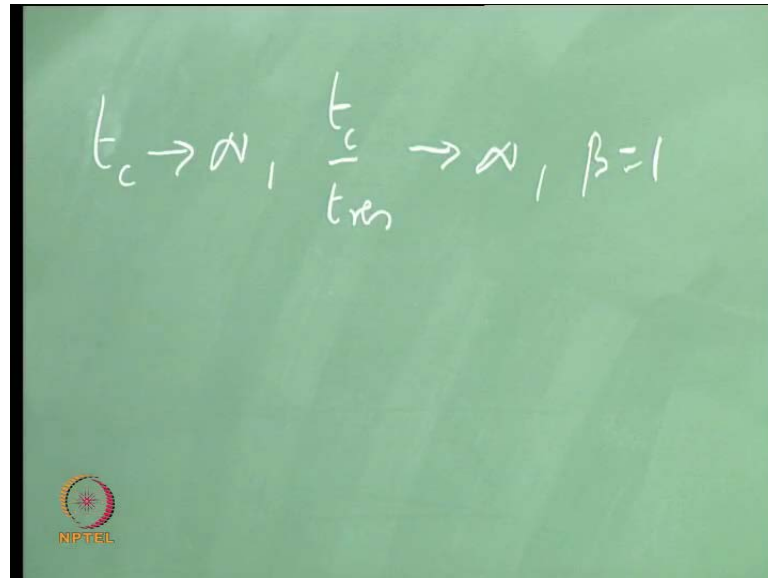 t_c → ∞, t_c/t_res → ∞, β=1
NPTEL